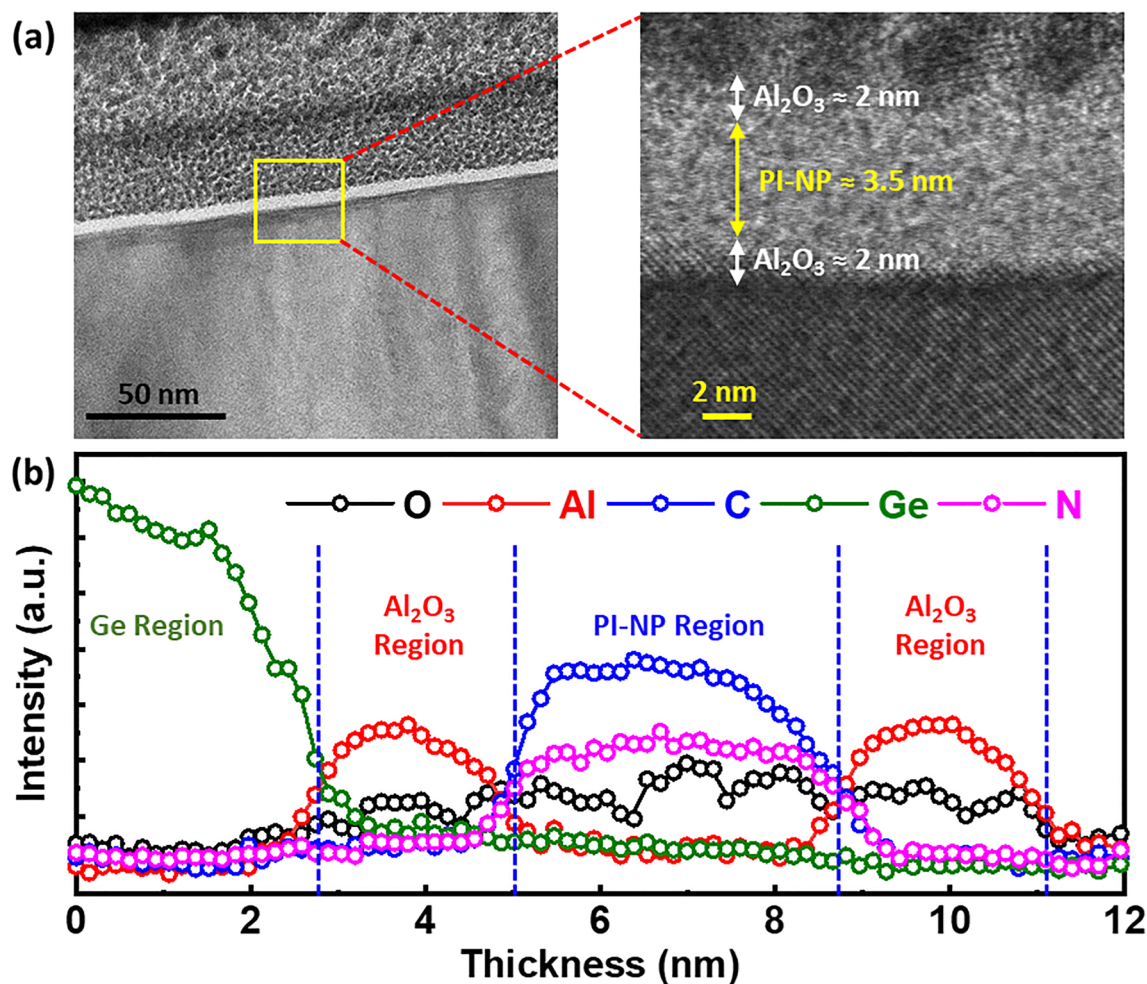 (a)
Al₂O₃ ≈ 2 nm
PI-NP ≈ 3.5 nm
Al₂O₃ ≈ 2 nm
50 nm
2 nm
(b)
O Al C Ge N
Ge Region
Al₂O₃
Region
PI-NP Region
Al₂O₃
Region
Intensity (a.u.)
0 2 4 6 8 10 12
Thickness (nm)